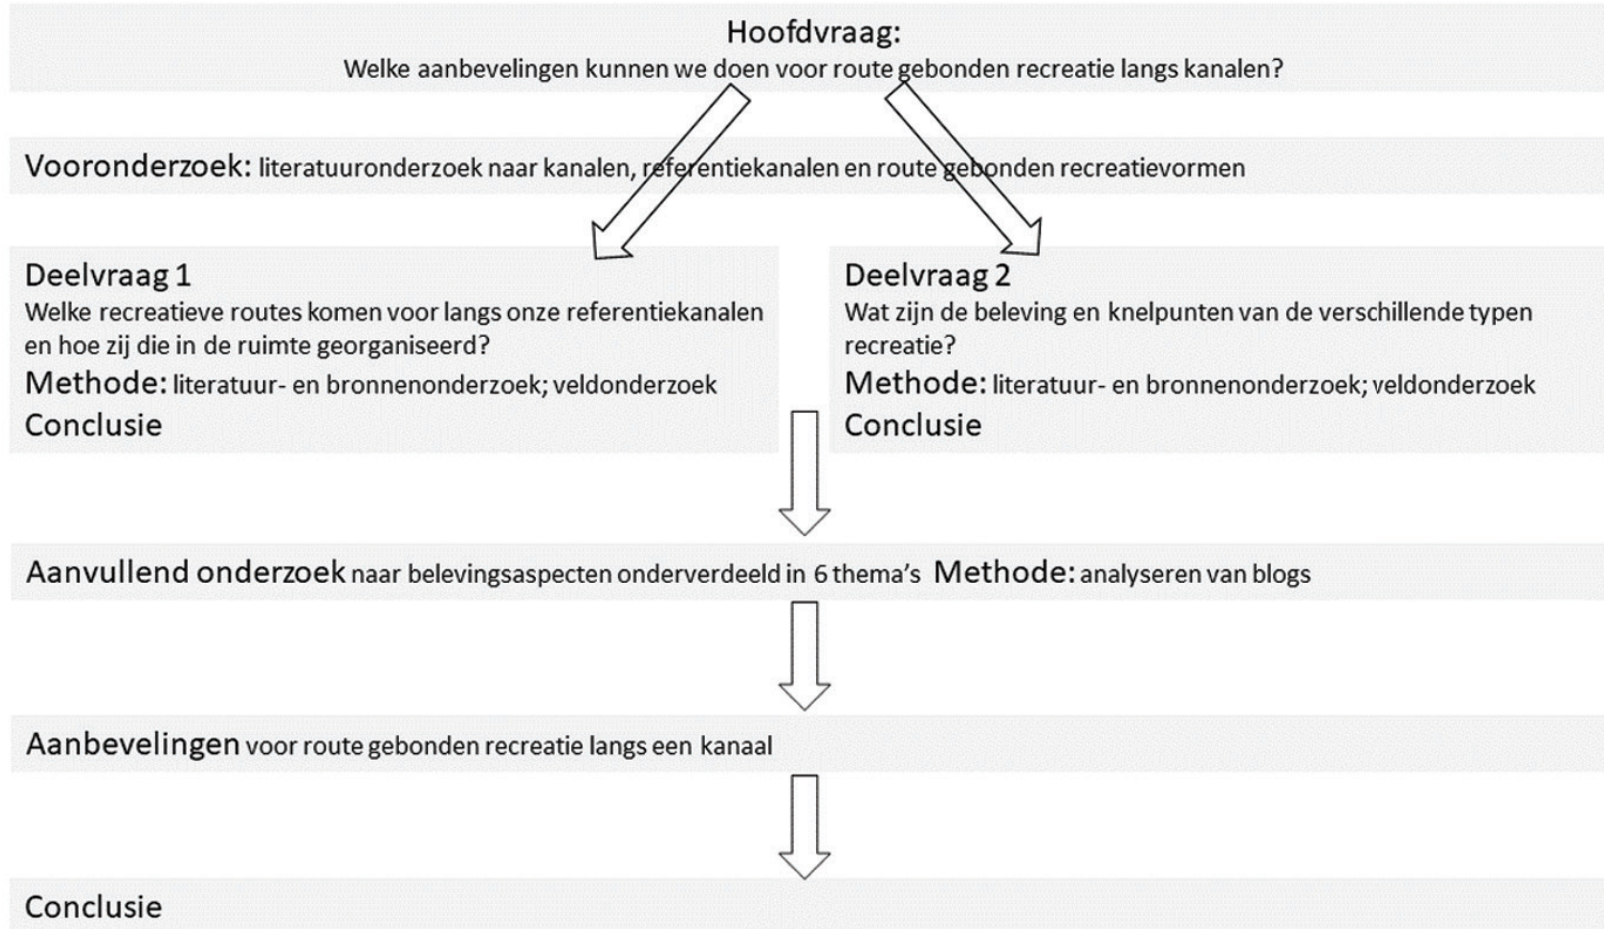 Hoofdvraag:
Welke aanbevelingen kunnen we doen voor route gebonden recreatie langs kanalen?
Vooronderzoek: literatuuronderzoek naar kanalen, referentiekanalen en route gebonden recreatievormen
Deelvraag 1
Welke recreatieve routes komen voor langs onze referentiekanalen
en hoe zij die in de ruimte georganiseerd?
Methode: literatuur- en bronnenonderzoek; veldonderzoek
Conclusie
Deelvraag 2
Wat zijn de beleving en knelpunten van de verschillende typen
recreatie?
Methode: literatuur- en bronnenonderzoek; veldonderzoek
Conclusie
Aanvullend onderzoek naar belevingsaspecten onderverdeeld in 6 thema's Methode: analyseren van blogs
Aanbevelingen voor route gebonden recreatie langs een kanaal
Conclusie